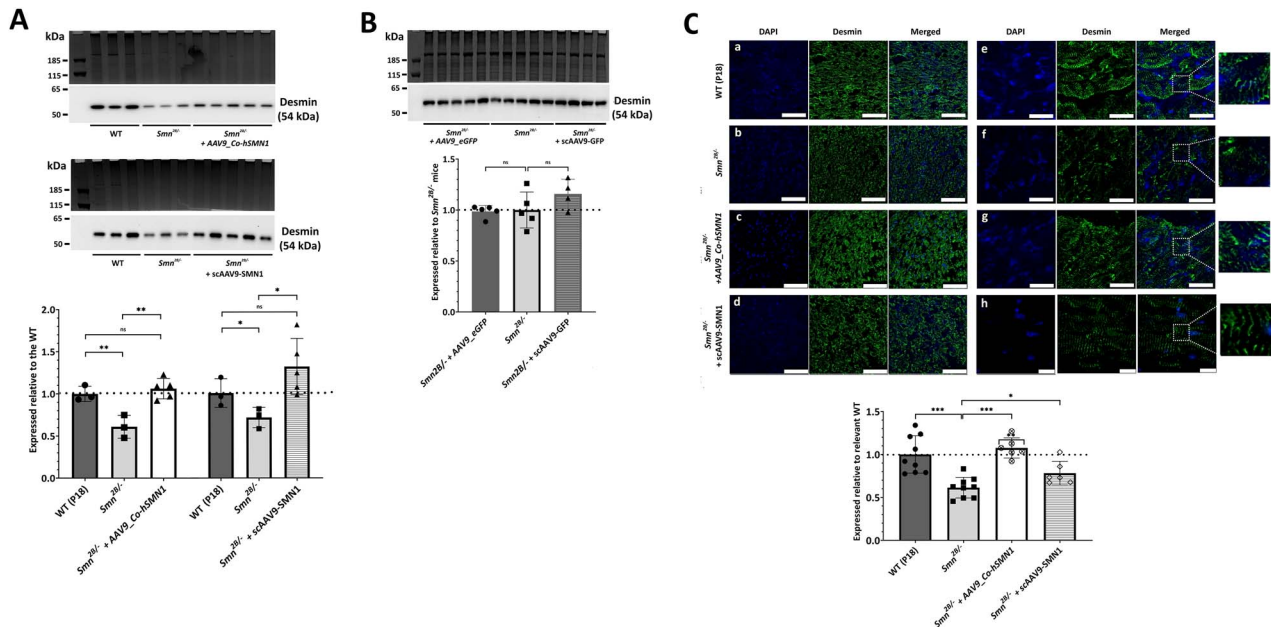 A
kDa
185
115
65
50
Desmin
(54 kDa)
WT
Smn²ᴮ/⁻
Smn²ᴮ/⁻
+ AAV9_Co-hSMN1
kDa
185
115
65
50
Desmin
(54 kDa)
WT
Smn²ᴮ/⁻
Smn²ᴮ/⁻
+ scAAV9-SMN1
Expressed relative to the WT
2.0
1.5
1.0
0.5
0.0
**
ns
**
*
ns
*
WT (P18)
Smn²ᴮ/⁻
Smn²ᴮ/⁻ + AAV9_Co-hSMN1
WT (P18)
Smn²ᴮ/⁻
Smn²ᴮ/⁻ + scAAV9-SMN1
B
kDa
185
115
65
50
Desmin
(54 kDa)
Smn²ᴮ/⁻
+ AAV9_eGFP
Smn²ᴮ/⁻
Smn²ᴮ/⁻
+ scAAV9-GFP
Expressed relative to Smn²ᴮ/⁻ mice
1.5
1.0
0.5
0.0
ns
ns
Smn2B/- + AAV9_eGFP
Smn²ᴮ/⁻
Smn2B/- + scAAV9-GFP
C
DAPI
Desmin
Merged
DAPI
Desmin
Merged
WT (P18)
a
e
Smn²ᴮ/⁻
b
f
Smn²ᴮ/⁻
+AAV9_Co-hSMN1
c
g
Smn²ᴮ/⁻
+ scAAV9-SMN1
d
h
Expressed relative to relevant WT
1.5
1.0
0.5
0.0
***
***
*
**
WT (P18)
Smn²ᴮ/⁻
Smn²ᴮ/⁻ + AAV9_Co-hSMN1
Smn²ᴮ/⁻ + scAAV9-SMN1